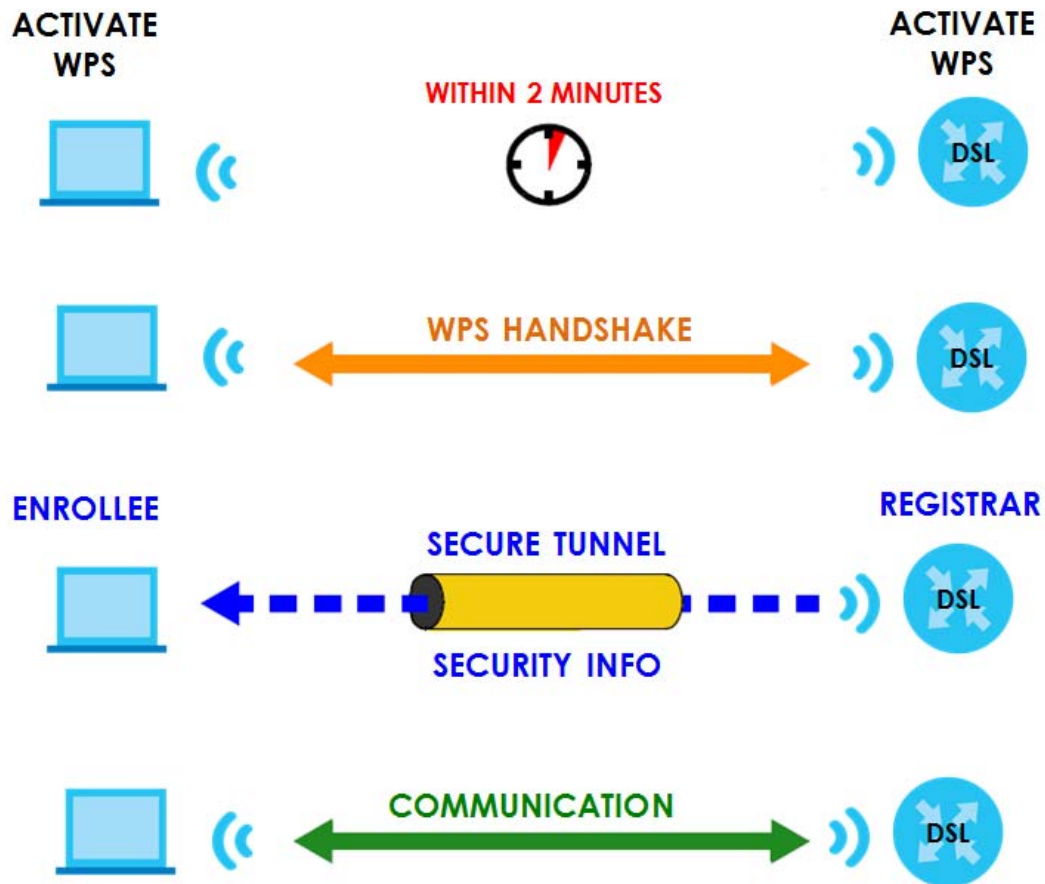 ACTIVATE
WPS
ACTIVATE
WPS
WITHIN 2 MINUTES
DSL
WPS HANDSHAKE
DSL
ENROLLEE
REGISTRAR
SECURE TUNNEL
DSL
SECURITY INFO
COMMUNICATION
DSL